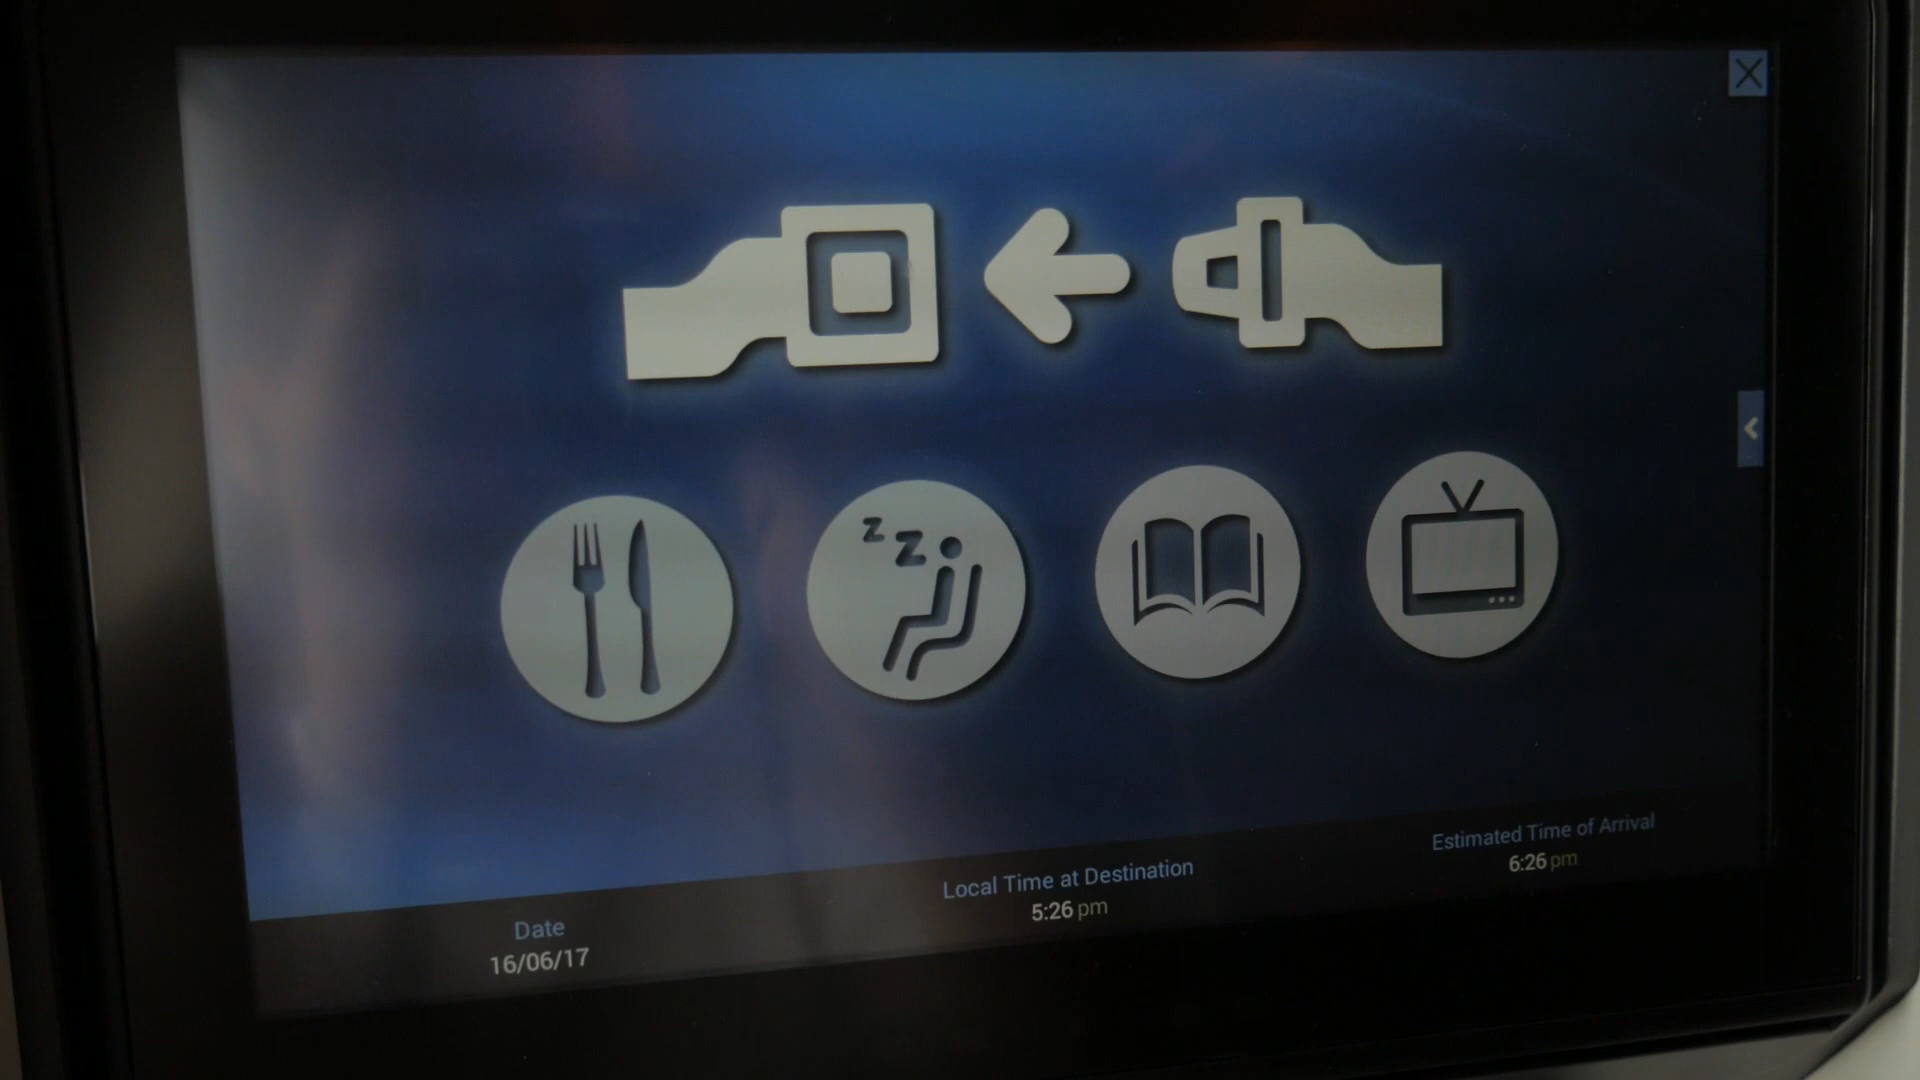 z z
Date
16/06/17
Local Time at Destination
5:26 pm
Estimated Time of Arrival
6:26 pm